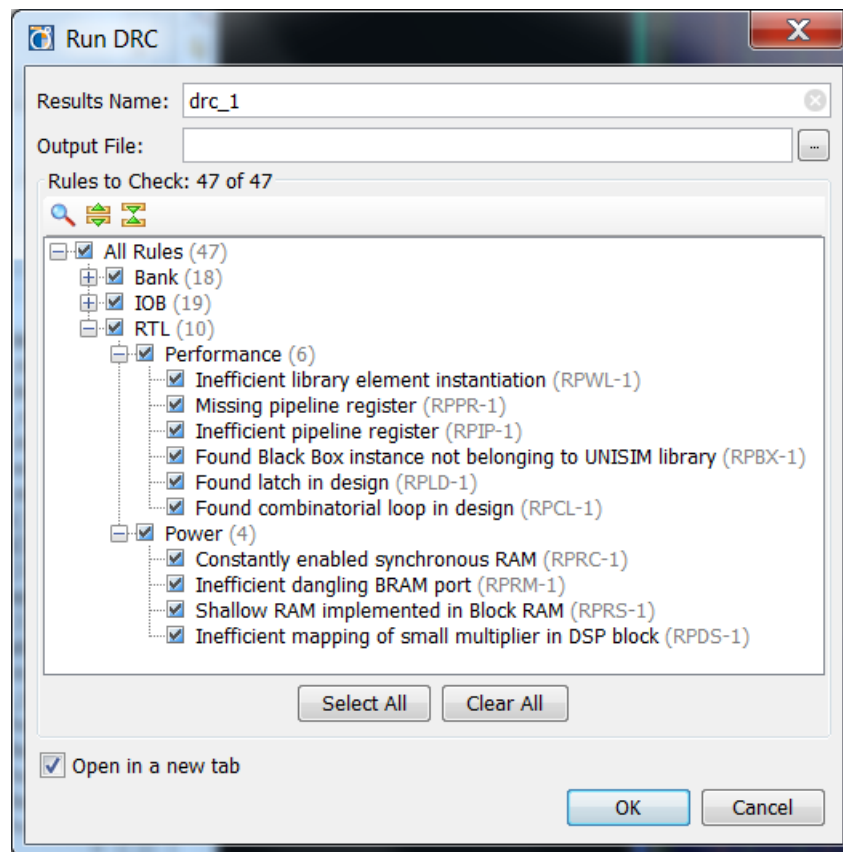 Run DRC
Results Name: drc_1
Output File:
...
Rules to Check: 47 of 47
All Rules (47)
Bank (18)
IOB (19)
RTL (10)
Performance (6)
Inefficient library element instantiation (RPWL-1)
Missing pipeline register (RPPR-1)
Inefficient pipeline register (RPIP-1)
Found Black Box instance not belonging to UNISIM library (RPBX-1)
Found latch in design (RPLD-1)
Found combinatorial loop in design (RPCL-1)
Power (4)
Constantly enabled synchronous RAM (RPRC-1)
Inefficient dangling BRAM port (RPRM-1)
Shallow RAM implemented in Block RAM (RPRS-1)
Inefficient mapping of small multiplier in DSP block (RPDS-1)
Select All Clear All
Open in a new tab
OK Cancel